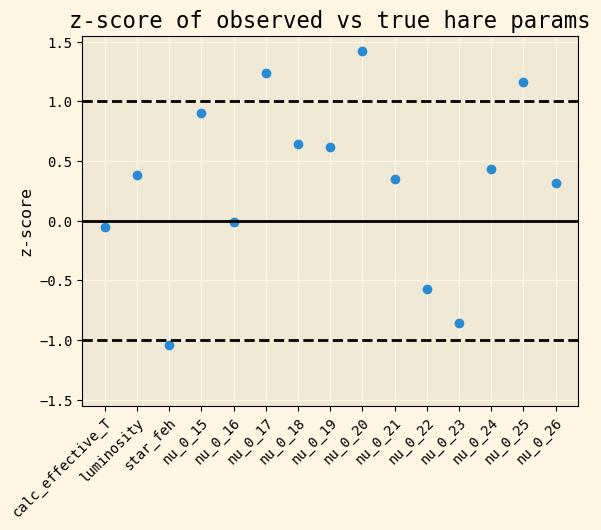 z-score of observed vs true hare params
z-score
1.5
1.0
0.5
0.0
−0.5
−1.0
−1.5
calc_effective_T
luminosity
star_feh
nu_0_15
nu_0_16
nu_0_17
nu_0_18
nu_0_19
nu_0_20
nu_0_21
nu_0_22
nu_0_23
nu_0_24
nu_0_25
nu_0_26